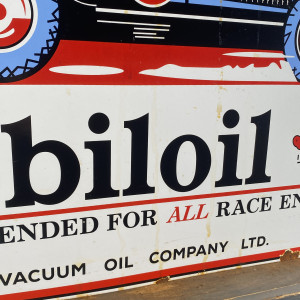 biloil
ENDED FOR ALL RACE EN
VACUUM OIL COMPANY LTD.